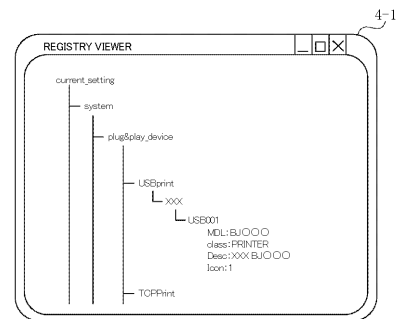 4-1
REGISTRY VIEWER
current_setting
system
plug&play_device
USBprint
XXX
USB001
MDL:BJ○○○
class:PRINTER
Desc:XXX BJ○○○
Icon:1
TCPPrint